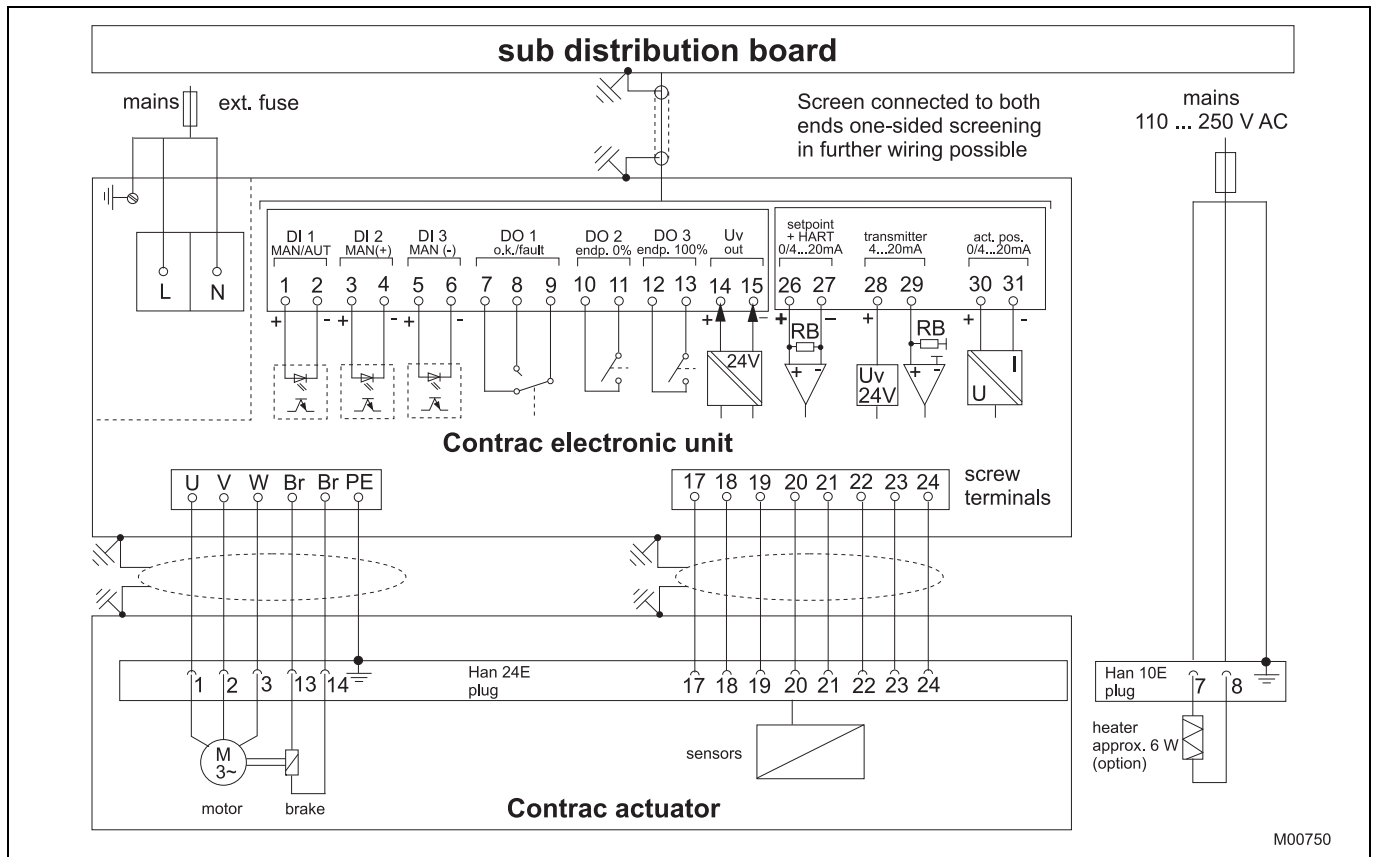 sub distribution board
mains ext. fuse
Screen connected to both
ends one-sided screening
in further wiring possible
mains
110 ... 250 V AC
L N
DI 1 DI 2 DI 3 DO 1 DO 2 DO 3 Uv
MAN/AUT MAN(+) MAN (-) o.k./fault endp. 0% endp. 100% out
setpoint
+ HART
0/4...20mA
transmitter
4...20mA
act. pos.
0/4...20mA
1 2 3 4 5 6 7 8 9 10 11 12 13 14 15 26 27 28 29 30 31
+ - + - + - + – + – + + -
RB RB
24V
+ - + -
Uv
24V
I
U
Contrac electronic unit
U V W Br Br PE
17 18 19 20 21 22 23 24
screw
terminals
Han 24E
plug
1 2 3 13 14
17 18 19 20 21 22 23 24
Han 10E
plug
7 8
M
3~
motor brake
sensors
heater
approx. 6 W
(option)
Contrac actuator
M00750